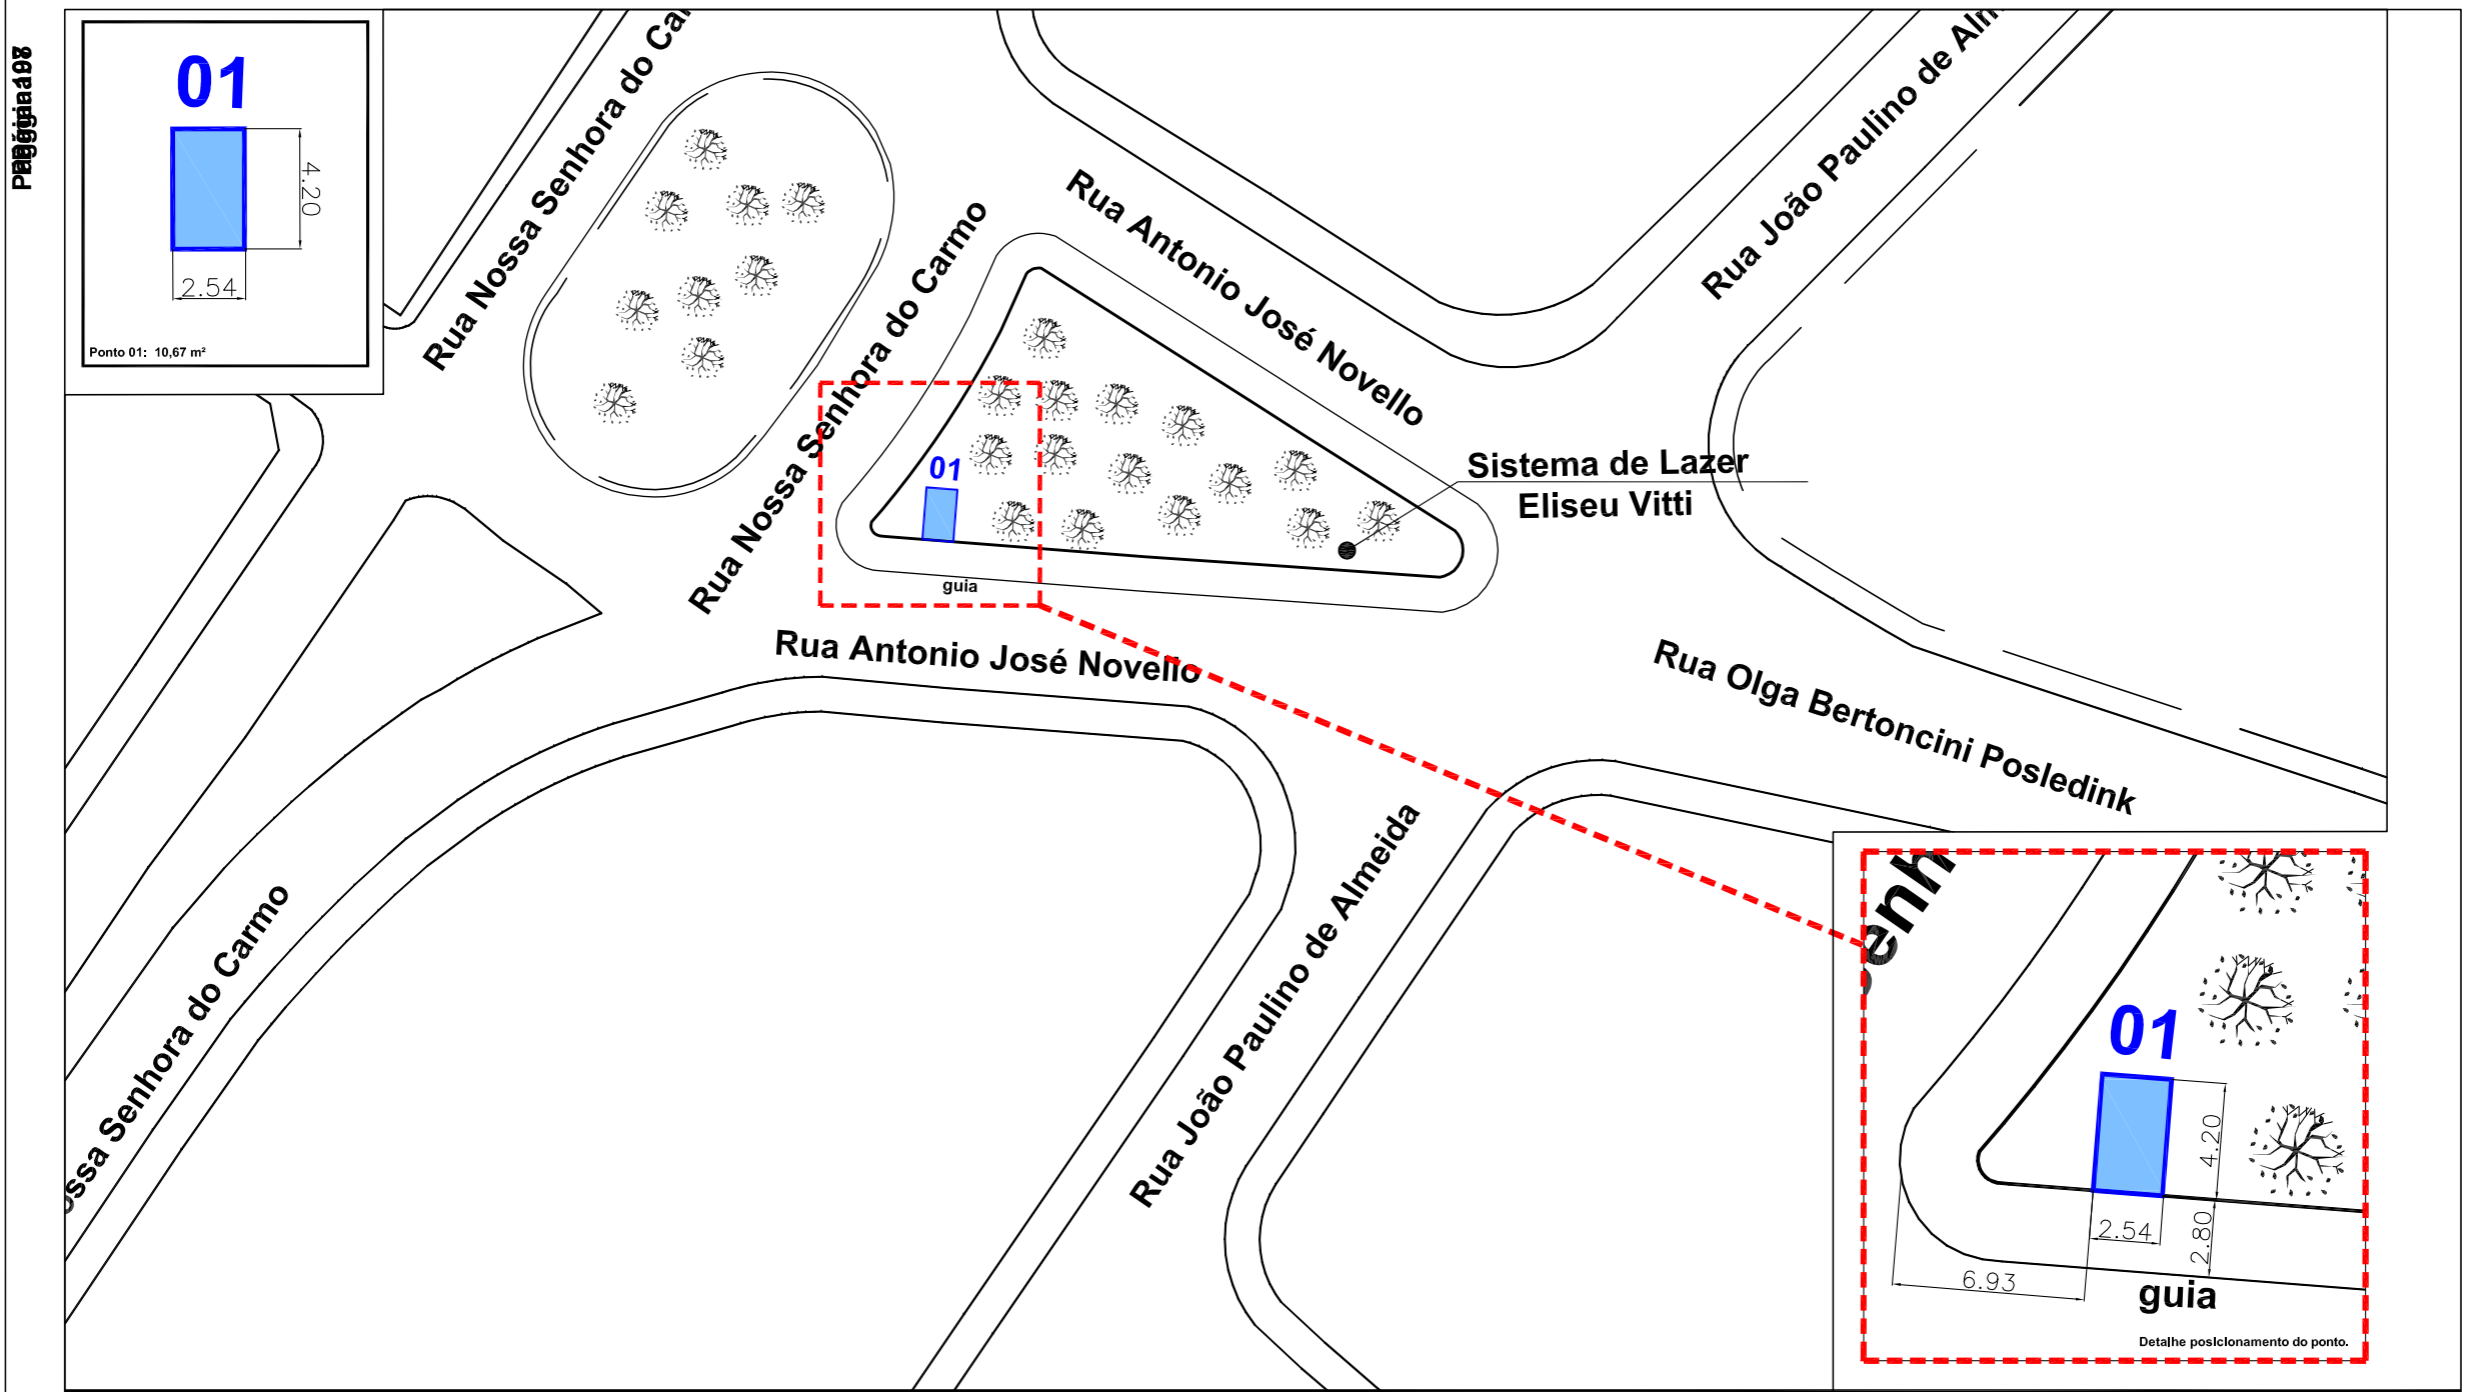 01
4.20
2.54
Ponto 01: 10,67 m²
Rua Nossa Senhora do Car
Rua Nossa Senhora do Carmo
Rua Antonio José Novello
Rua João Paulino de Alm
01
Sistema de Lazer
Eliseu Vitti
guia
Rua Antonio José Novello
Rua Olga Bertoncini Posledink
Rua João Paulino de Almeida
ossa Senhora do Carmo
enh
01
4.20
2.54
2.80
6.93
guia
Detalhe posicionamento do ponto.